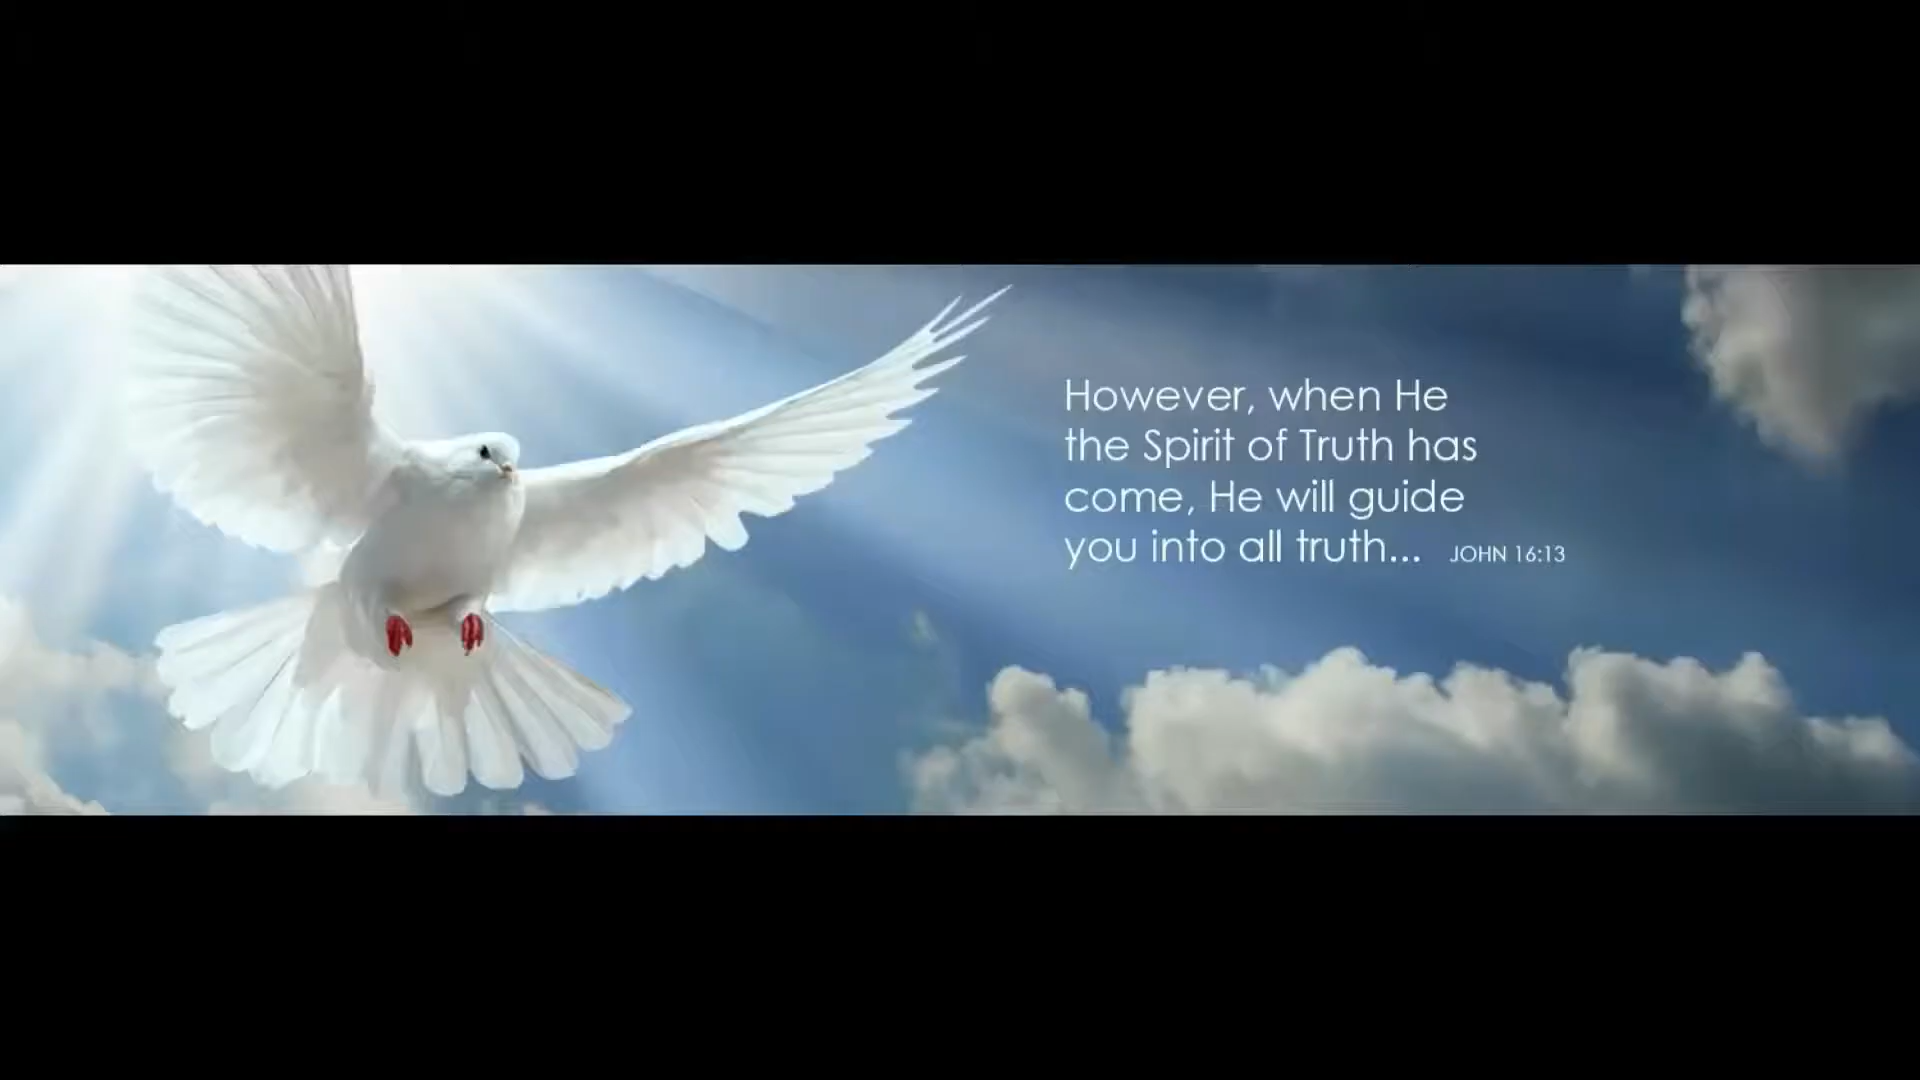 However, when He
the Spirit of Truth has
come, He will guide
you into all truth... JOHN 16:13